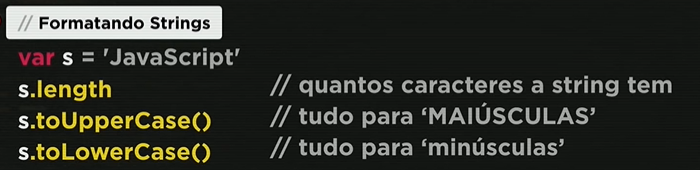 // Formatando Strings
var s = 'JavaScript'
s.length // quantos caracteres a string tem
s.toUpperCase() // tudo para ‘MAIÚSCULAS’
s.toLowerCase() // tudo para ‘minúsculas’